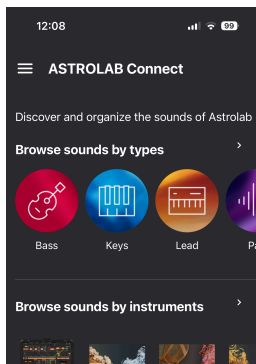 12:08
99
ASTROLAB Connect
Discover and organize the sounds of Astrolab
Browse sounds by types
Bass
Keys
Lead
Browse sounds by instruments